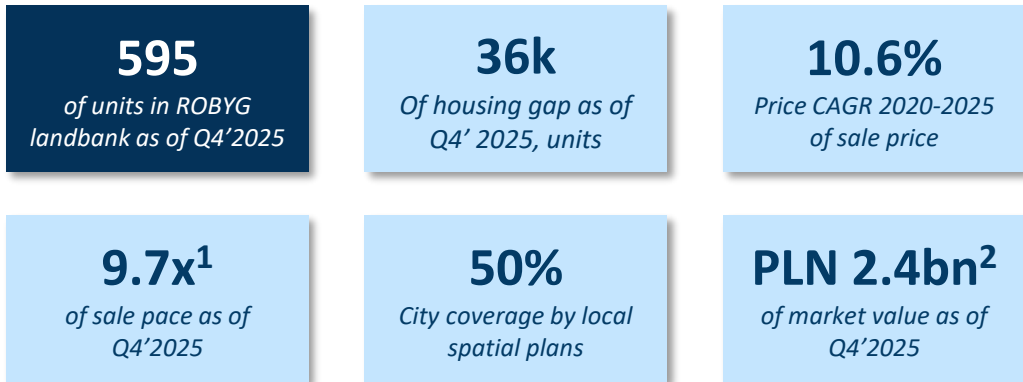 595
of units in ROBYG
landbank as of Q4'2025
36k
Of housing gap as of
Q4' 2025, units
10.6%
Price CAGR 2020-2025
of sale price
9.7x¹
of sale pace as of
Q4'2025
50%
City coverage by local
spatial plans
PLN 2.4bn²
of market value as of
Q4'2025